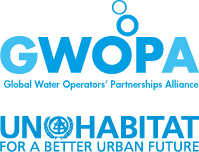 GWOPA
Global Water Operators' Partnerships Alliance
UN HABITAT
FOR A BETTER URBAN FUTURE